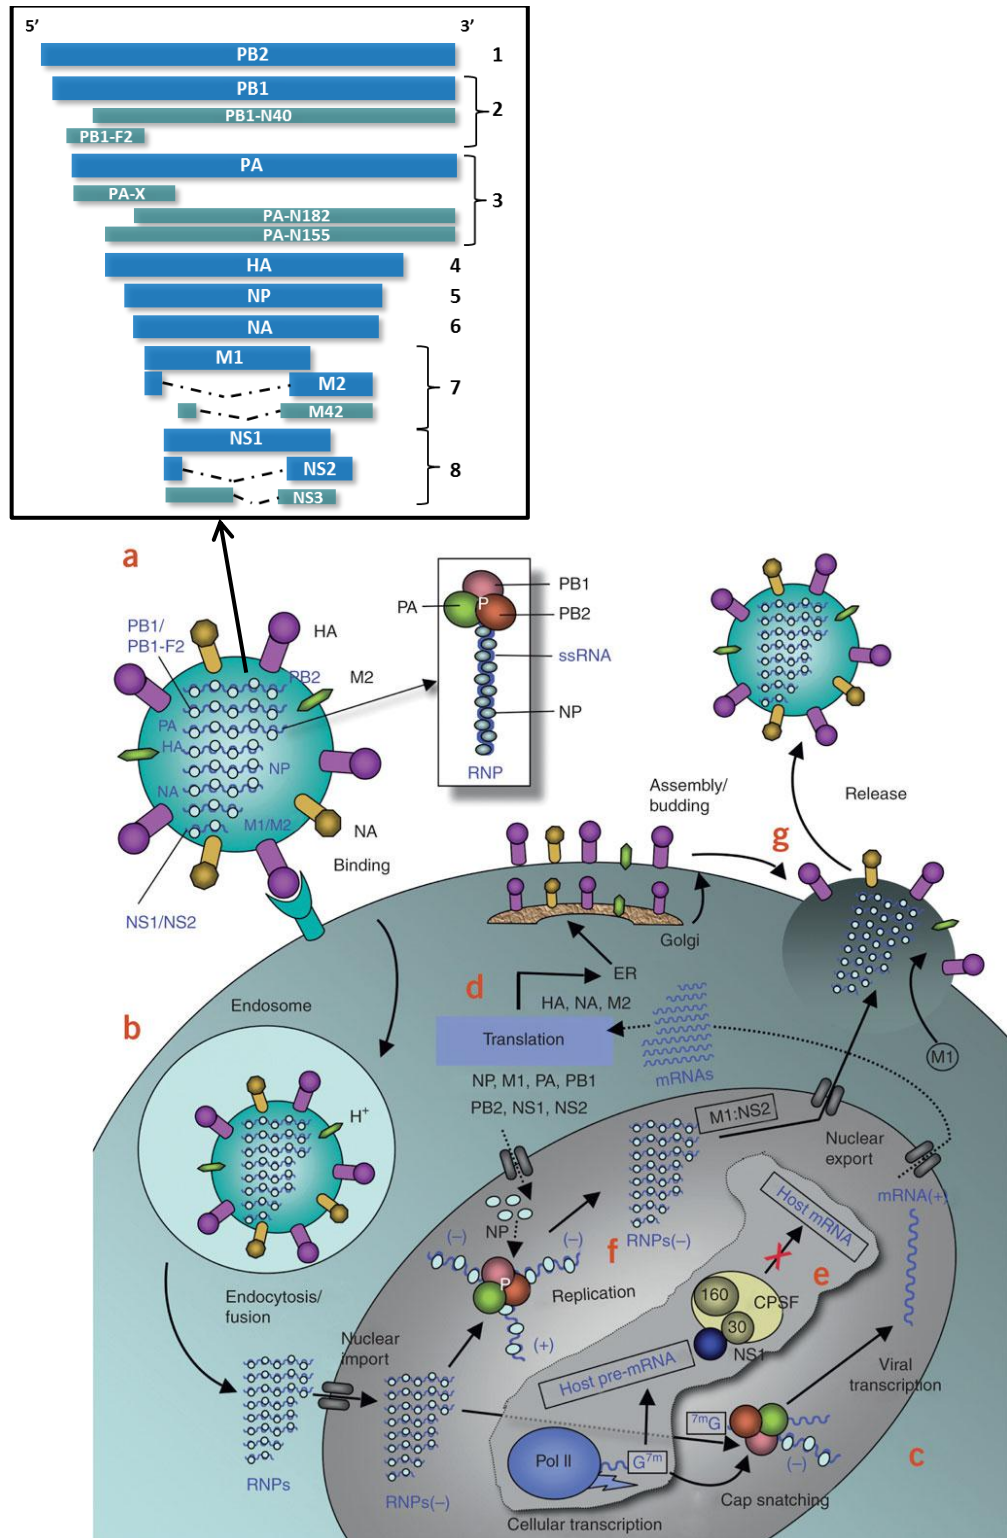 5’ 3’
PB2 1
PB1
2
PB1-N40
PB1-F2
PA
PA-X
3
PA-N182
PA-N155
HA 4
NP 5
NA 6
M1
M2 7
M42
NS1
NS2 8
NS3
a
PB1/
PB1-F2
HA
PB2
M2
PA
HA
NP
NA
M1/M2
NA
Binding
NS1/NS2
PB1
PA
P
PB2
ssRNA
NP
RNP
Assembly/
budding
Release
g
Golgi
ER
d
HA, NA, M2
Translation
mRNAs
NP, M1, PA, PB1
PB2, NS1, NS2
M1
b
Endosome
H+
M1:NS2
Nuclear
export
mRNA(+)
NP
RNPs(–)
f
(–)
(–)
P
Replication
(+)
Host mRNA
e
160
CPSF
30
NS1
Endocytosis/
fusion
Nuclear
import
Host pre-mRNA
Viral
transcription
7mG
(–)
c
Pol II
G7m
RNPs
RNPs(–)
Cap snatching
Cellular transcription